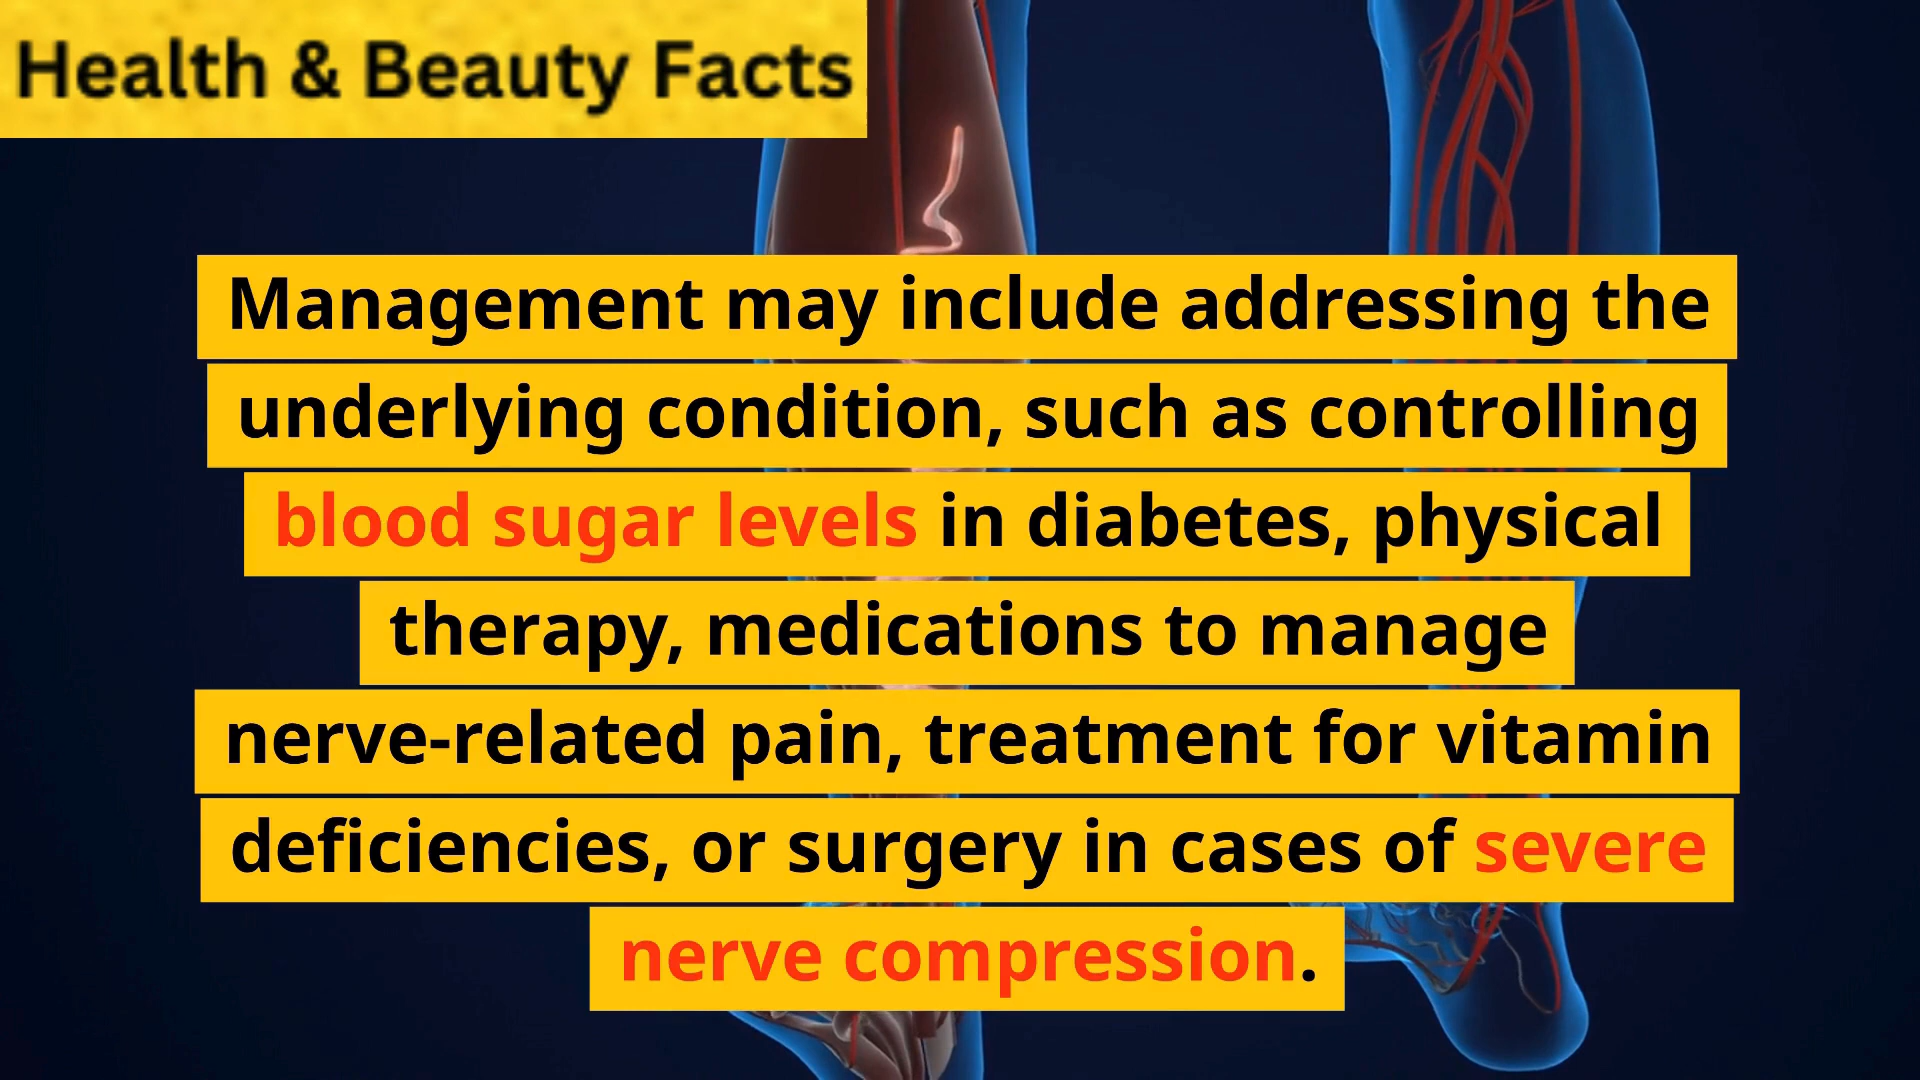 Health & Beauty Facts
Management may include addressing the
underlying condition, such as controlling
blood sugar levels in diabetes, physical
therapy, medications to manage
nerve-related pain, treatment for vitamin
deficiencies, or surgery in cases of severe
nerve compression.